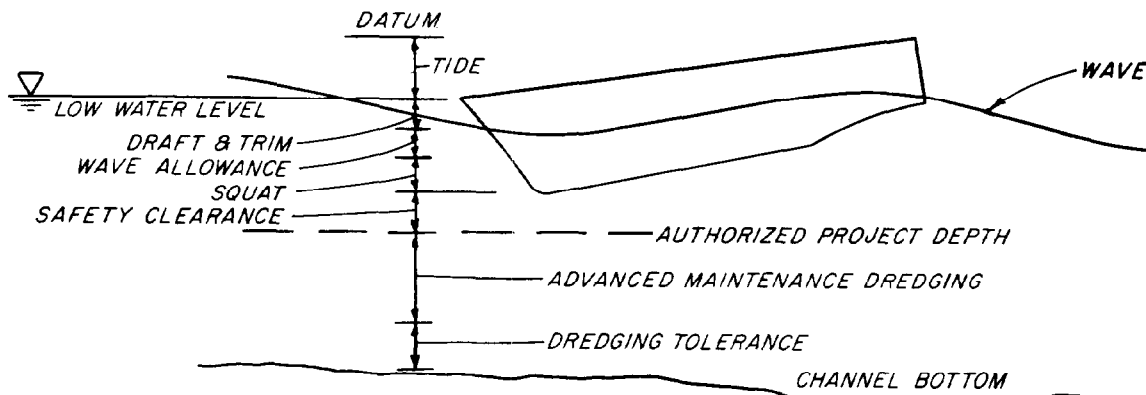 DATUM
TIDE
WAVE
LOW WATER LEVEL
DRAFT & TRIM
WAVE ALLOWANCE
SQUAT
SAFETY CLEARANCE
AUTHORIZED PROJECT DEPTH
ADVANCED MAINTENANCE DREDGING
DREDGING TOLERANCE
CHANNEL BOTTOM